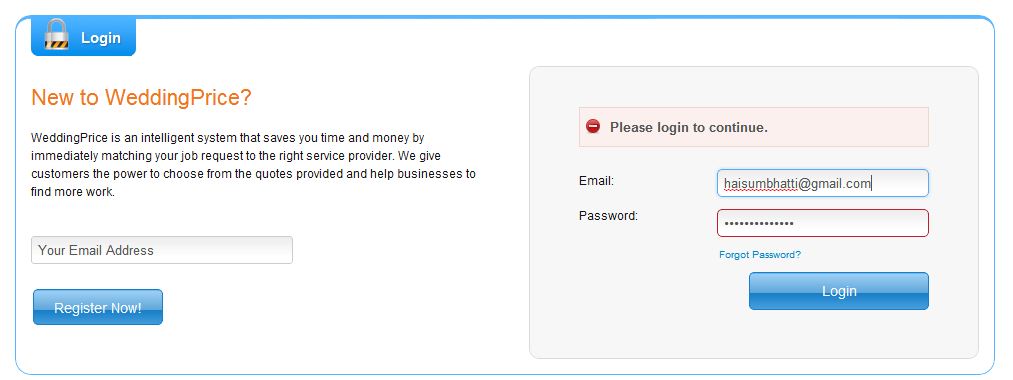 Login
New to WeddingPrice?
WeddingPrice is an intelligent system that saves you time and money by
immediately matching your job request to the right service provider. We give
customers the power to choose from the quotes provided and help businesses to
find more work.
Your Email Address
Register Now!
Please login to continue.
Email:
haisumbhatti@gmail.com
Password:
••••••••••••••
Forgot Password?
Login